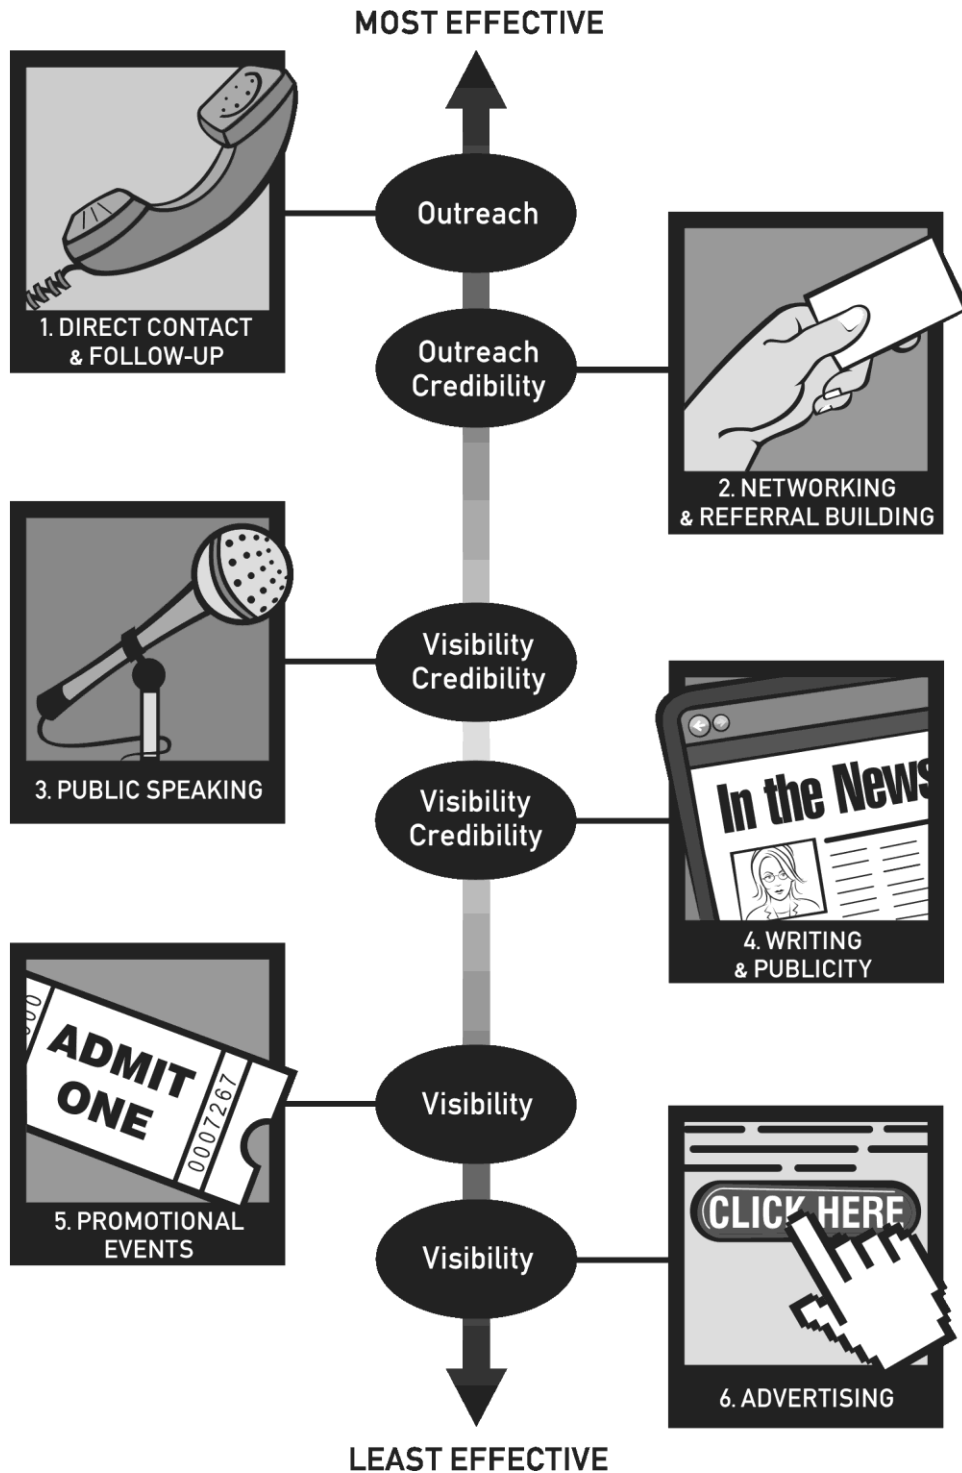 MOST EFFECTIVE
Outreach
1. DIRECT CONTACT
& FOLLOW-UP
Outreach
Credibility
2. NETWORKING
& REFERRAL BUILDING
Visibility
Credibility
3. PUBLIC SPEAKING
Visibility
Credibility
In the News
4. WRITING
& PUBLICITY
000
ADMIT
ONE
0007267
Visibility
5. PROMOTIONAL
EVENTS
CLICK HERE
Visibility
6. ADVERTISING
LEAST EFFECTIVE